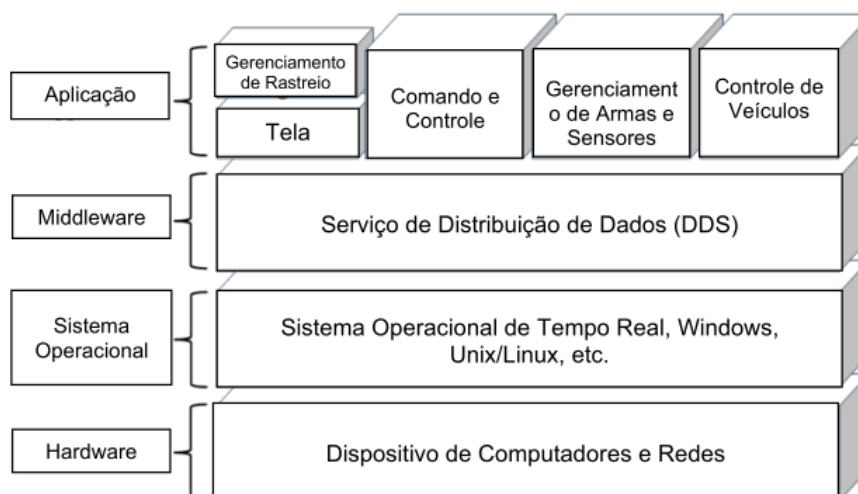 Aplicação
Gerenciamento
de Rastreio
Tela
Comando e
Controle
Gerenciament
o de Armas e
Sensores
Controle de
Veículos
Middleware
Serviço de Distribuição de Dados (DDS)
Sistema
Operacional
Sistema Operacional de Tempo Real, Windows,
Unix/Linux, etc.
Hardware
Dispositivo de Computadores e Redes